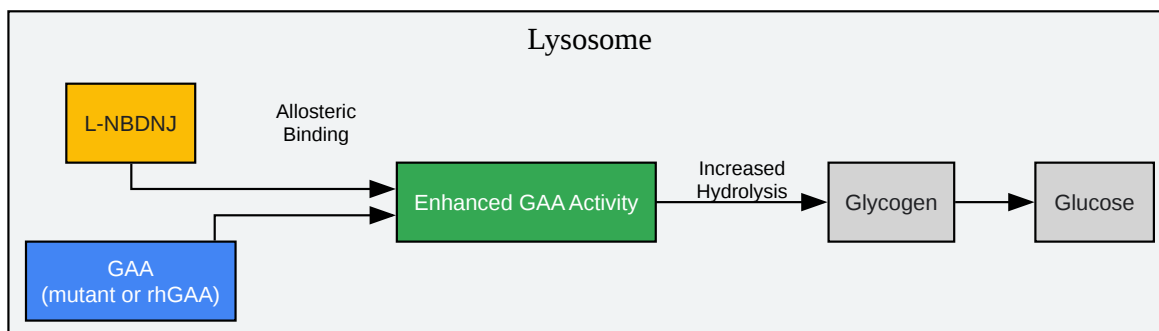 Lysosome
L-NBDNJ
Allosteric
Binding
Enhanced GAA Activity
Increased
Hydrolysis
Glycogen
Glucose
GAA
(mutant or rhGAA)